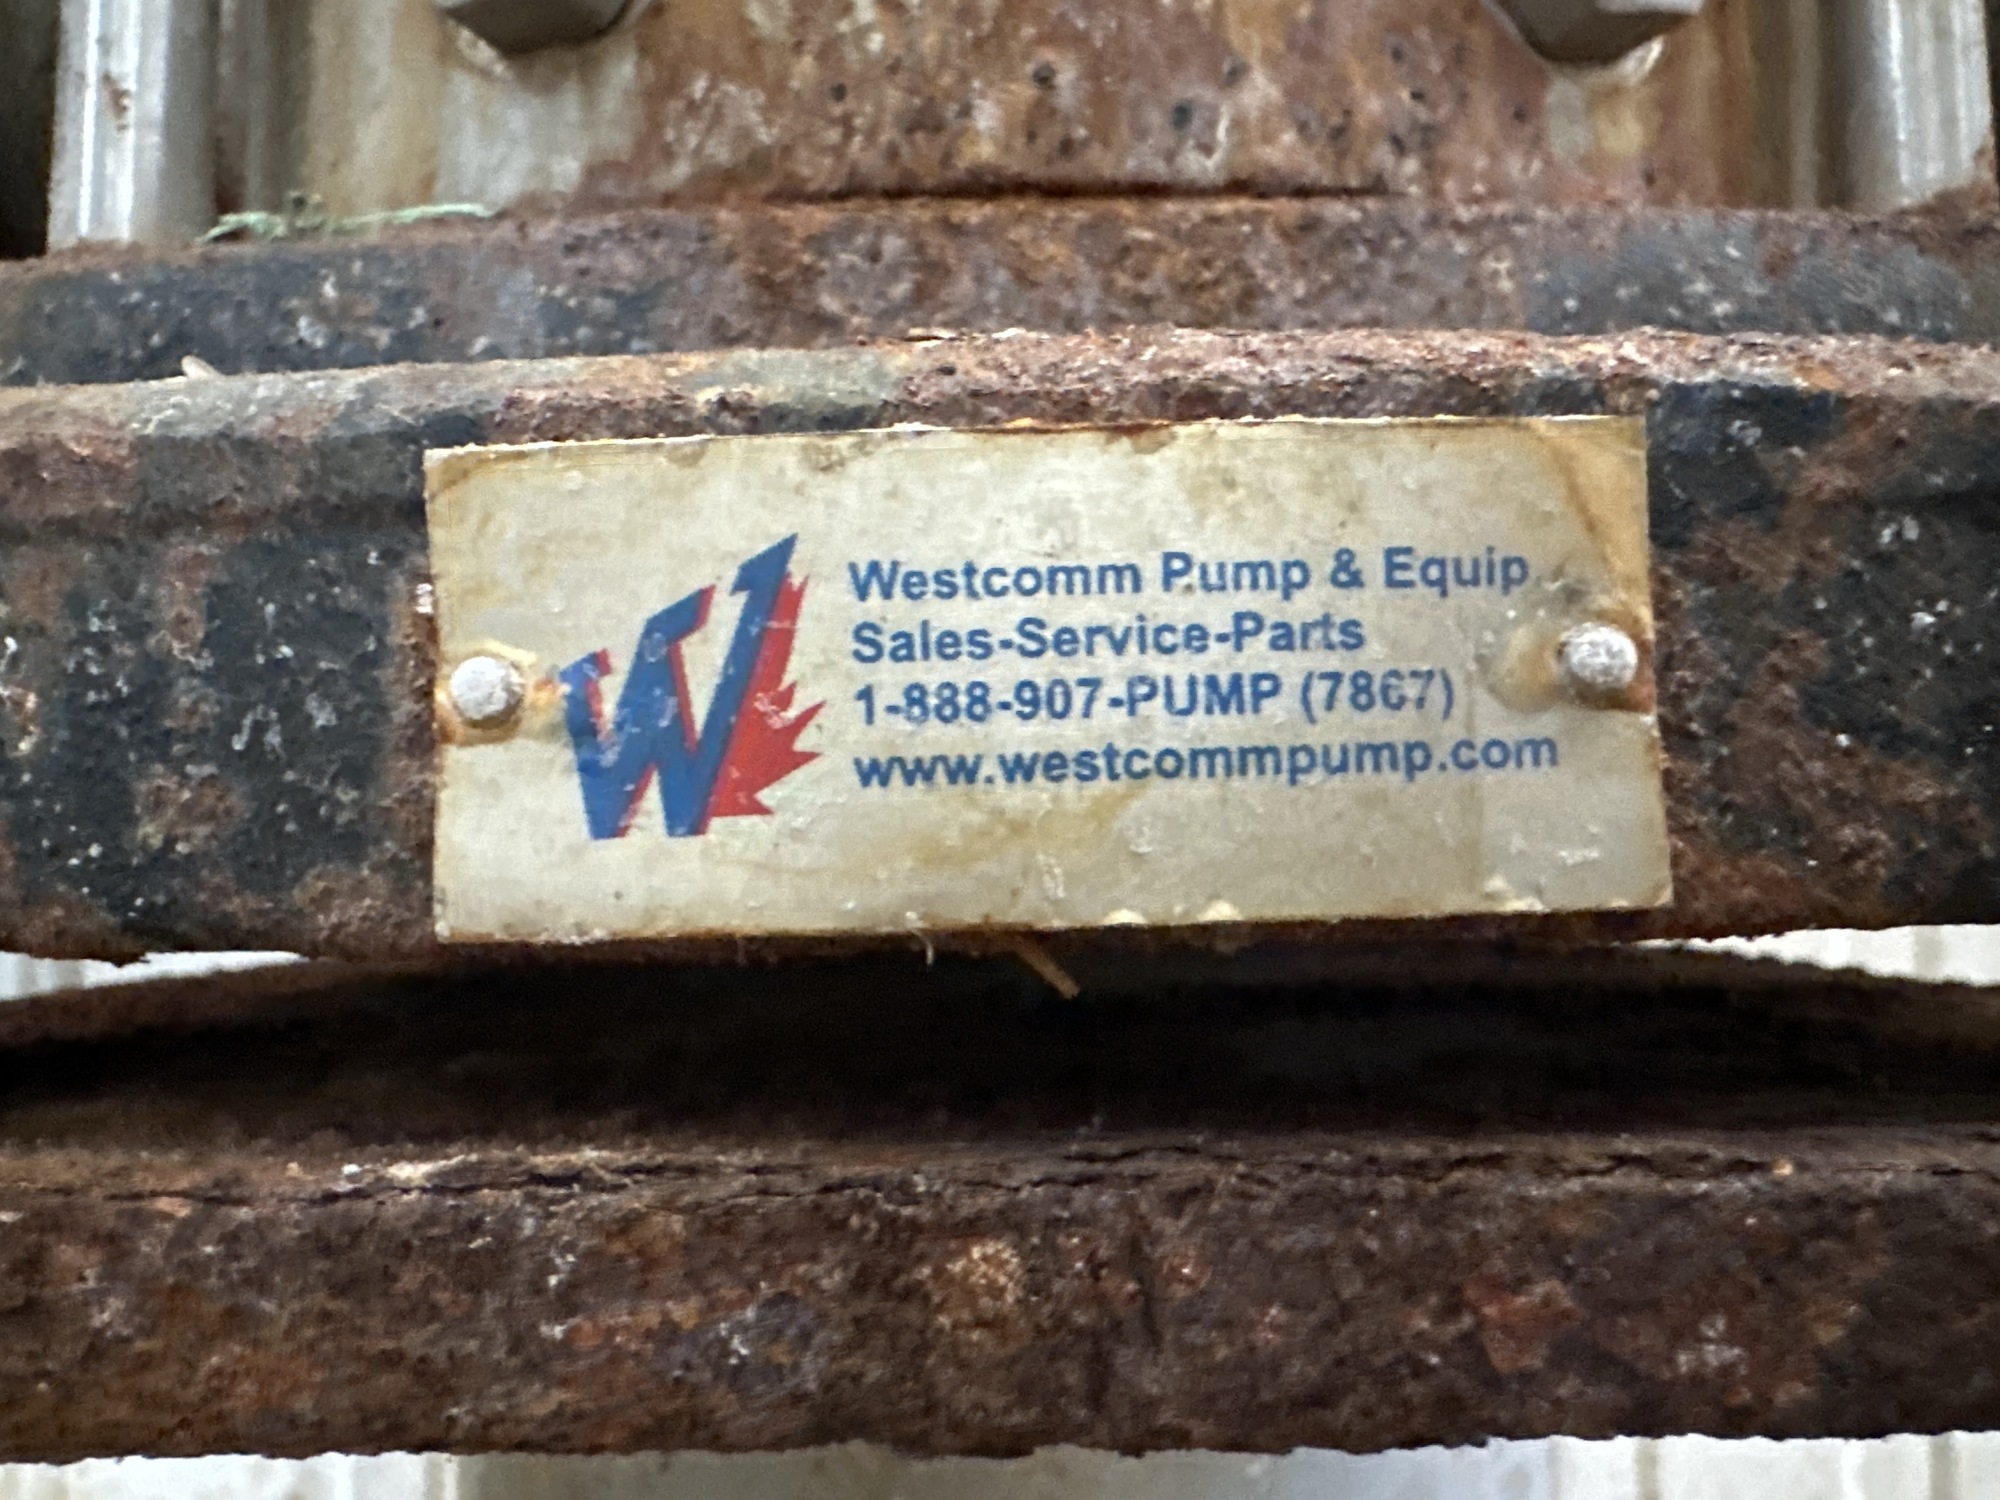 Westcomm Pump & Equip
Sales-Service-Parts
1-888-907-PUMP (7867)
www.westcommpump.com